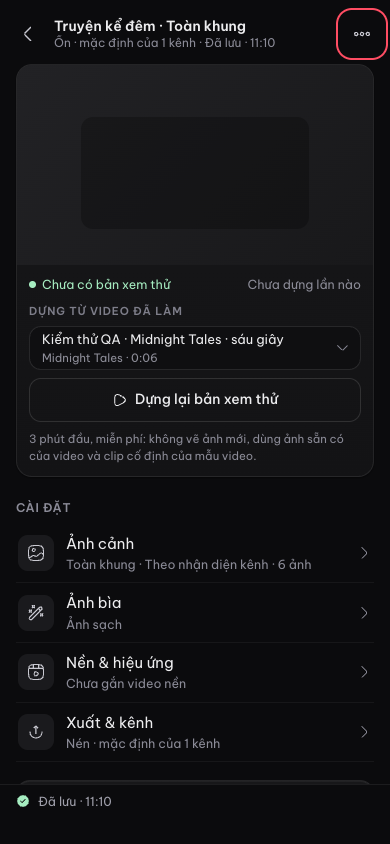 Truyện kể đêm · Toàn khung
Ổn · mặc định của 1 kênh · Đã lưu · 11:10
Chưa có bản xem thử
Chưa dựng lần nào
DỰNG TỪ VIDEO ĐÃ LÀM
Kiểm thử QA · Midnight Tales · sáu giây
Midnight Tales · 0:06
Dựng lại bản xem thử
3 phút đầu, miễn phí: không vẽ ảnh mới, dùng ảnh sẵn có
của video và clip cố định của mẫu video.
CÀI ĐẶT
Ảnh cảnh
Toàn khung · Theo nhận diện kênh · 6 ảnh
Ảnh bìa
Ảnh sạch
Nền & hiệu ứng
Chưa gắn video nền
Xuất & kênh
Nén · mặc định của 1 kênh
Đã lưu · 11:10